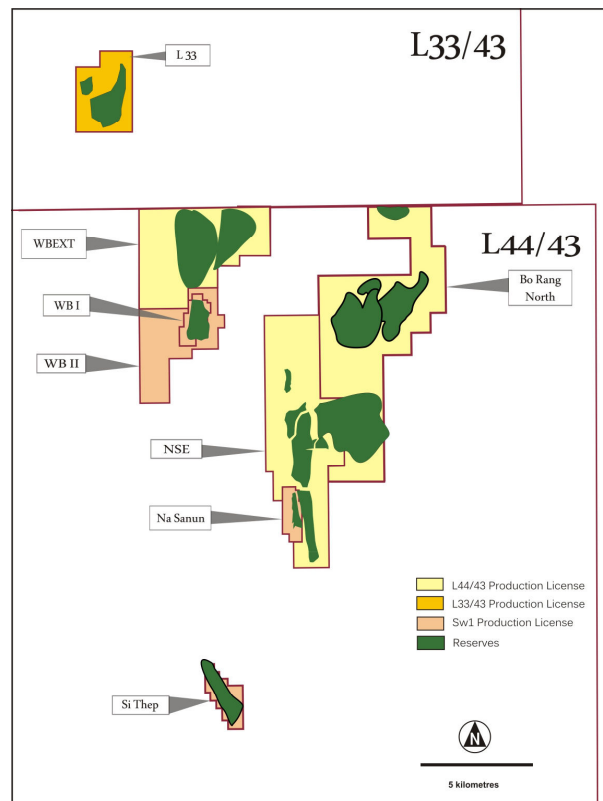 L33/43
L 33
L44/43
WBEXT
Bo Rang
North
WB I
WB II
NSE
Na Sanun
L44/43 Production License
L33/43 Production License
Sw1 Production License
Reserves
Si Thep
N
5 kilometres